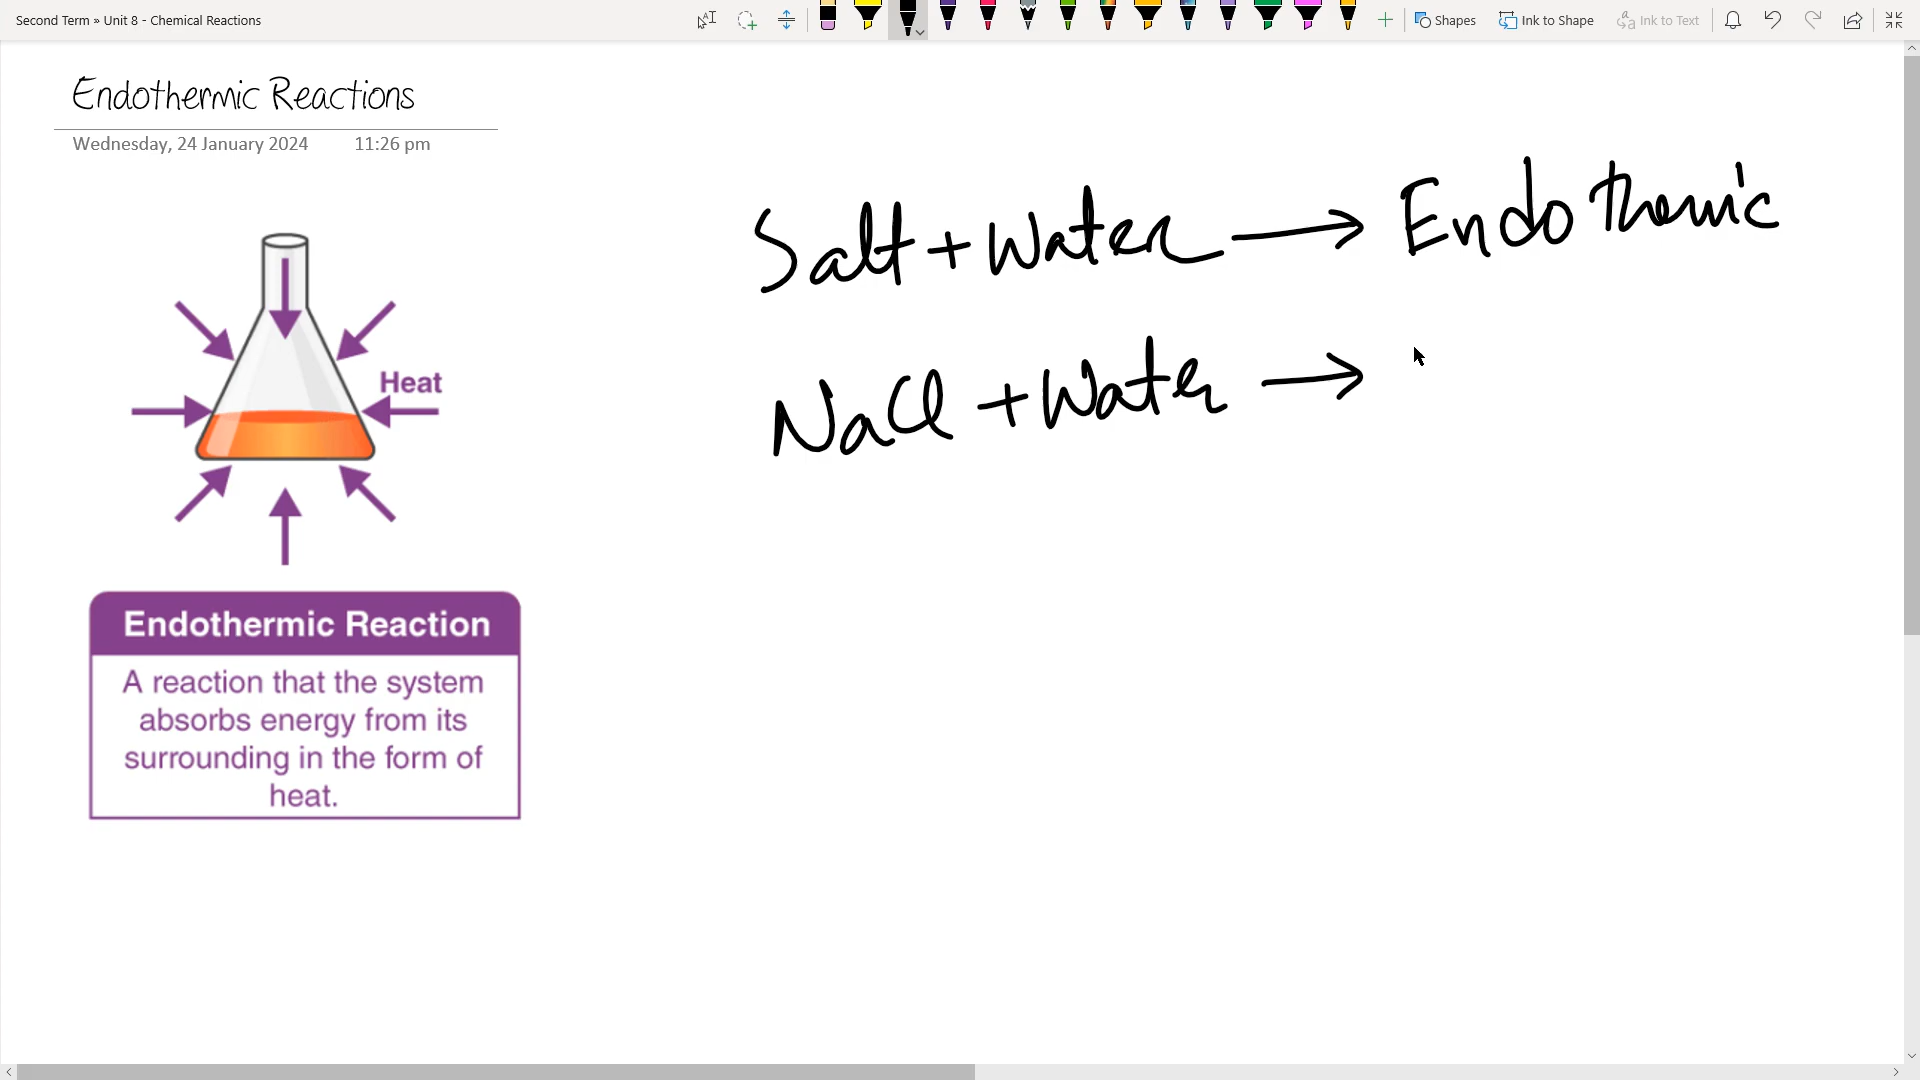 Second Term » Unit 8 - Chemical Reactions
Shapes
Ink to Shape
Ink to Text
Endothermic Reactions
Wednesday, 24 January 2024 11:26 pm
Salt + Water → Endothermic
NaCl + Water →
Heat
Endothermic Reaction
A reaction that the system
absorbs energy from its
surrounding in the form of
heat.